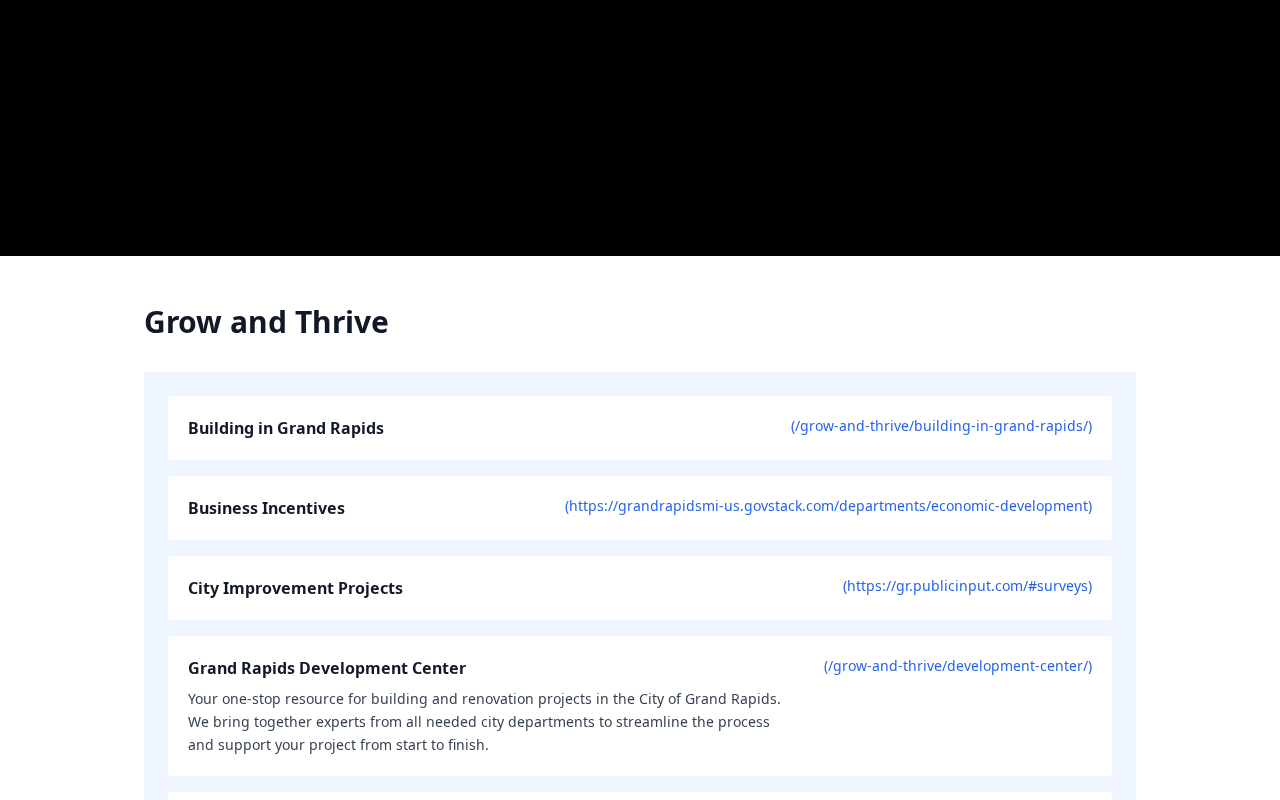 Grow and Thrive
Building in Grand Rapids
(/grow-and-thrive/building-in-grand-rapids/)
Business Incentives
(https://grandrapidsmi-us.govstack.com/departments/economic-development)
City Improvement Projects
(https://gr.publicinput.com/#surveys)
Grand Rapids Development Center
(/grow-and-thrive/development-center/)
Your one-stop resource for building and renovation projects in the City of Grand Rapids.
We bring together experts from all needed city departments to streamline the process
and support your project from start to finish.